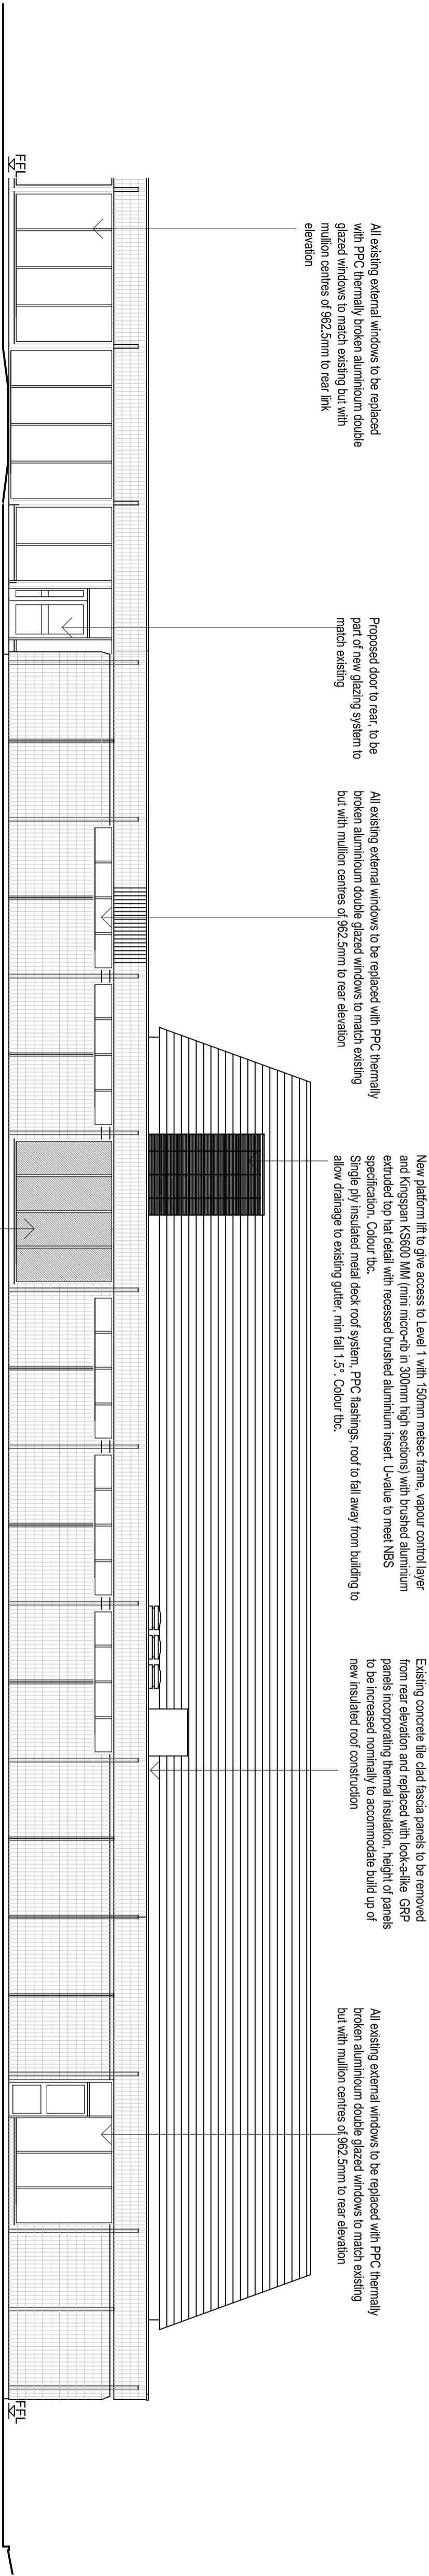 All existing external windows to be replaced
with PPC thermally broken aluminioum double
glazed windows to match existing but with
mullion centres of 962.5mm to rear link
elevation
Proposed door to rear, to be
part of new glazing system to
match existing
All existing external windows to be replaced with PPC thermally
broken aluminioum double glazed windows to match existing
but with mullion centres of 962.5mm to rear elevation
New platform lift to give access to Level 1 with 150mm metsec frame, vapour control layer
and Kingspan KS600 MM (mini micro-rib in 300mm high sections) with brushed aluminium
extruded top hat detail with recessed brushed aluminium insert. U-value to meet NBS
specification. Colour tbc.
Single ply insulated metal deck roof system, PPC flashings, roof to fall away from building to
allow drainage to existing gutter, min fall 1.5°. Colour tbc.
Existing concrete tile clad fascia panels to be removed
from rear elevation and replaced with look-a-like GRP
panels incorporating thermal insulation, height of panels
to be increased nominally to accommodate build up of
new insulated roof construction
All existing external windows to be replaced with PPC thermally
broken aluminioum double glazed windows to match existing
but with mullion centres of 962.5mm to rear elevation
FFL
FFL